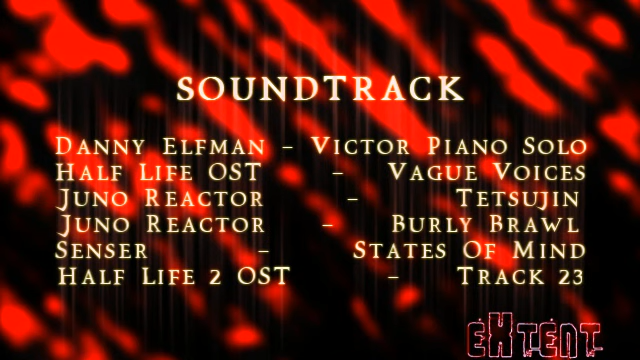 SOUNDTRACK
DANNY ELFMAN – VICTOR PIANO SOLO
HALF LIFE OST – VAGUE VOICES
JUNO REACTOR – TETSUJIN
JUNO REACTOR – BURLY BRAWL
SENSER – STATES OF MIND
HALF LIFE 2 OST – TRACK 23
EXTENT